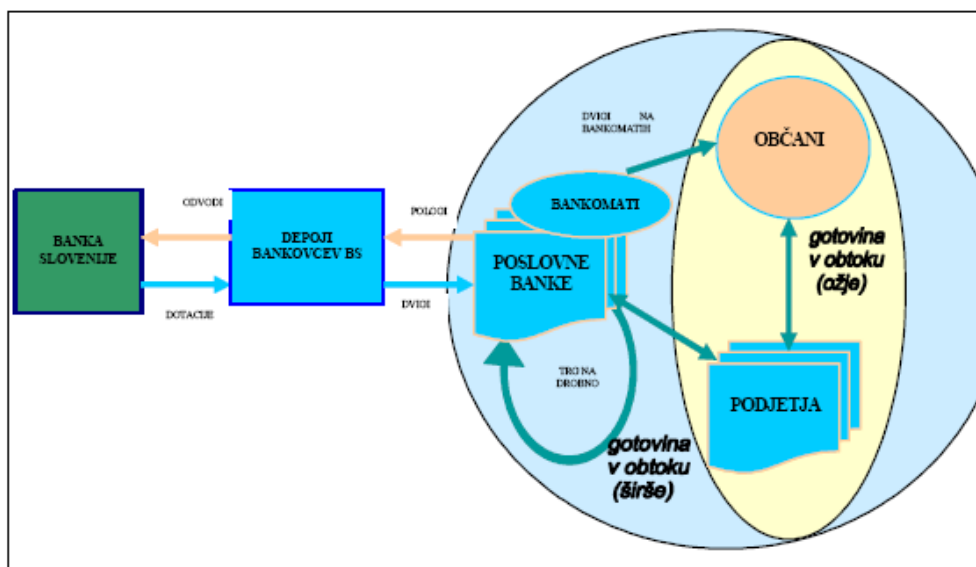 DVIGI NA
BANKOMATIH
OBČANI
ODVODI
POLOGI
BANKOMATI
BANKA
SLOVENIJE
DEPOJI
BANKOVCEV BS
POSLOVNE
BANKE
gotovina
v obtoku
(ožje)
DOTACIJE
DVIGI
TRG NA
DROBNO
PODJETJA
gotovina
v obtoku
(širše)